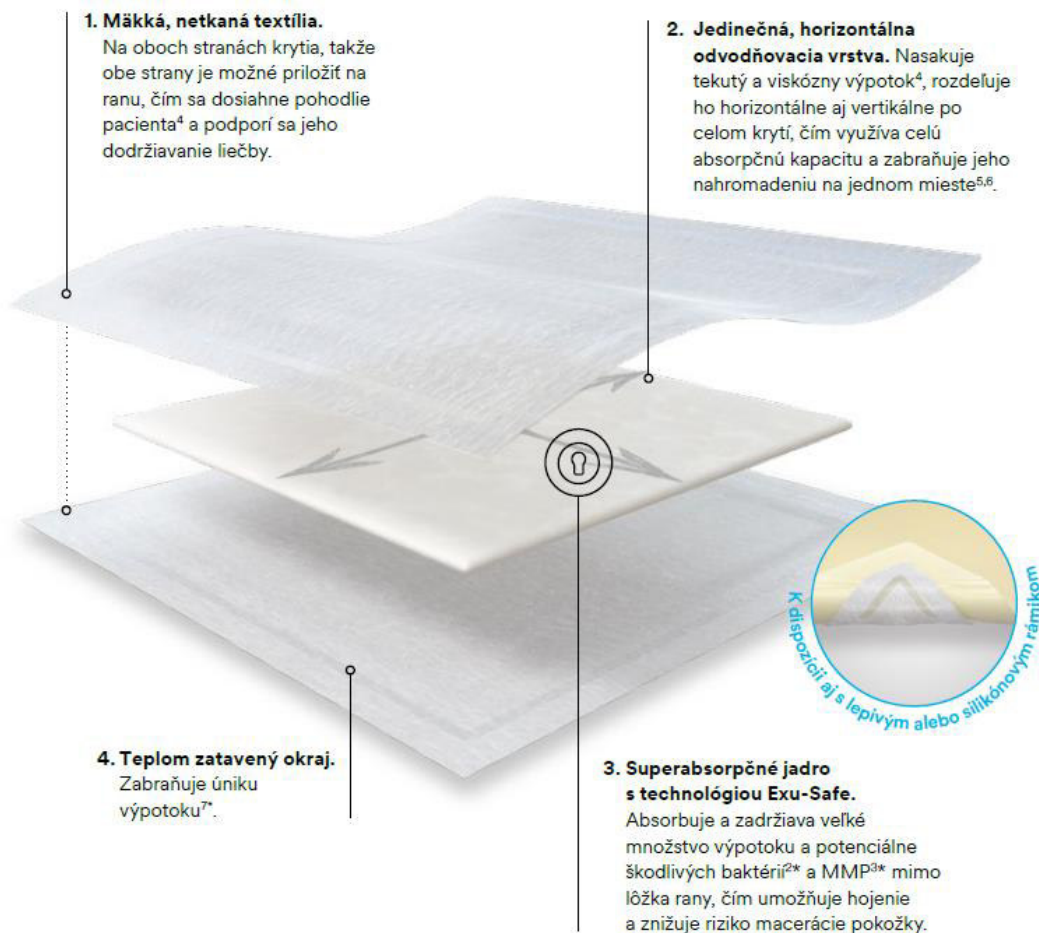 1. Mäkká, netkaná textília.
Na oboch stranách krytia, takže
obe strany je možné priložiť na
ranu, čím sa dosiahne pohodlie
pacienta⁴ a podporí sa jeho
dodržiavanie liečby.
2. Jedinečná, horizontálna
odvodňovacia vrstva. Nasakuje
tekutý a viskózny výpotok⁴, rozdeľuje
ho horizontálne aj vertikálne po
celom krytí, čím využíva celú
absorpčnú kapacitu a zabraňuje jeho
nahromadeniu na jednom mieste⁵,⁶.
K dispozícii aj s lepivým alebo silikónovým rámikom
4. Teplom zatavený okraj.
Zabraňuje úniku
výpotoku⁷*.
3. Superabsorpčné jadro
s technológiou Exu-Safe.
Absorbuje a zadržiava veľké
množstvo výpotoku a potenciálne
škodlivých baktérií²* a MMP³* mimo
lôžka rany, čím umožňuje hojenie
a znižuje riziko macerácie pokožky.